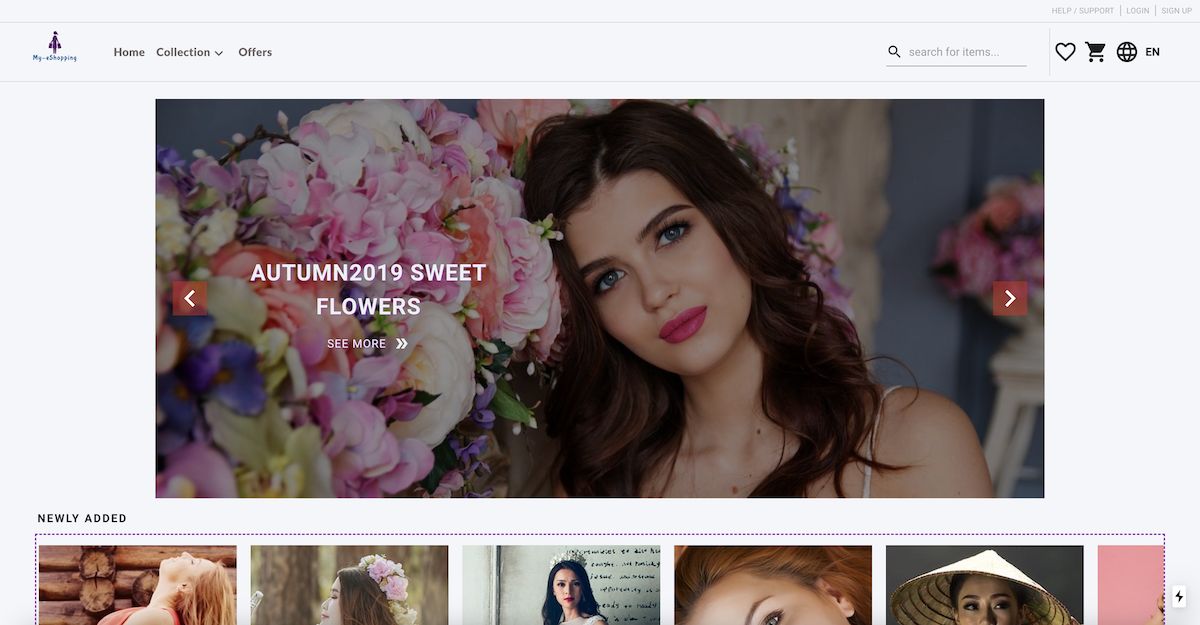 HELP / SUPPORT LOGIN SIGN UP
My-eShopping
Home Collection Offers
search for items...
EN
AUTUMN2019 SWEET
FLOWERS
SEE MORE
NEWLY ADDED